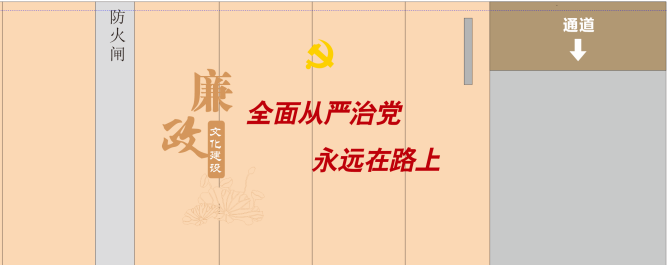 防火闸
通道
廉政
文化建设
全面从严治党
永远在路上